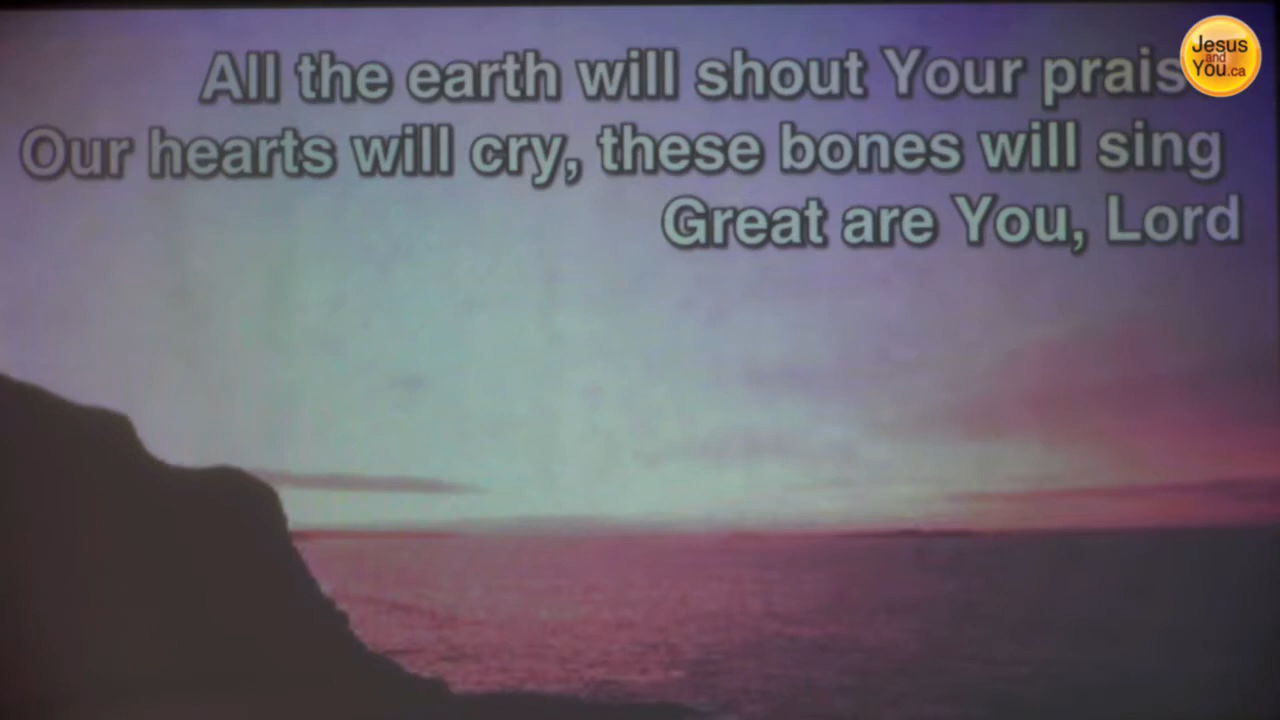 All the earth will shout Your prais
Our hearts will cry, these bones will sing
Great are You, Lord
Jesus
and
You.ca